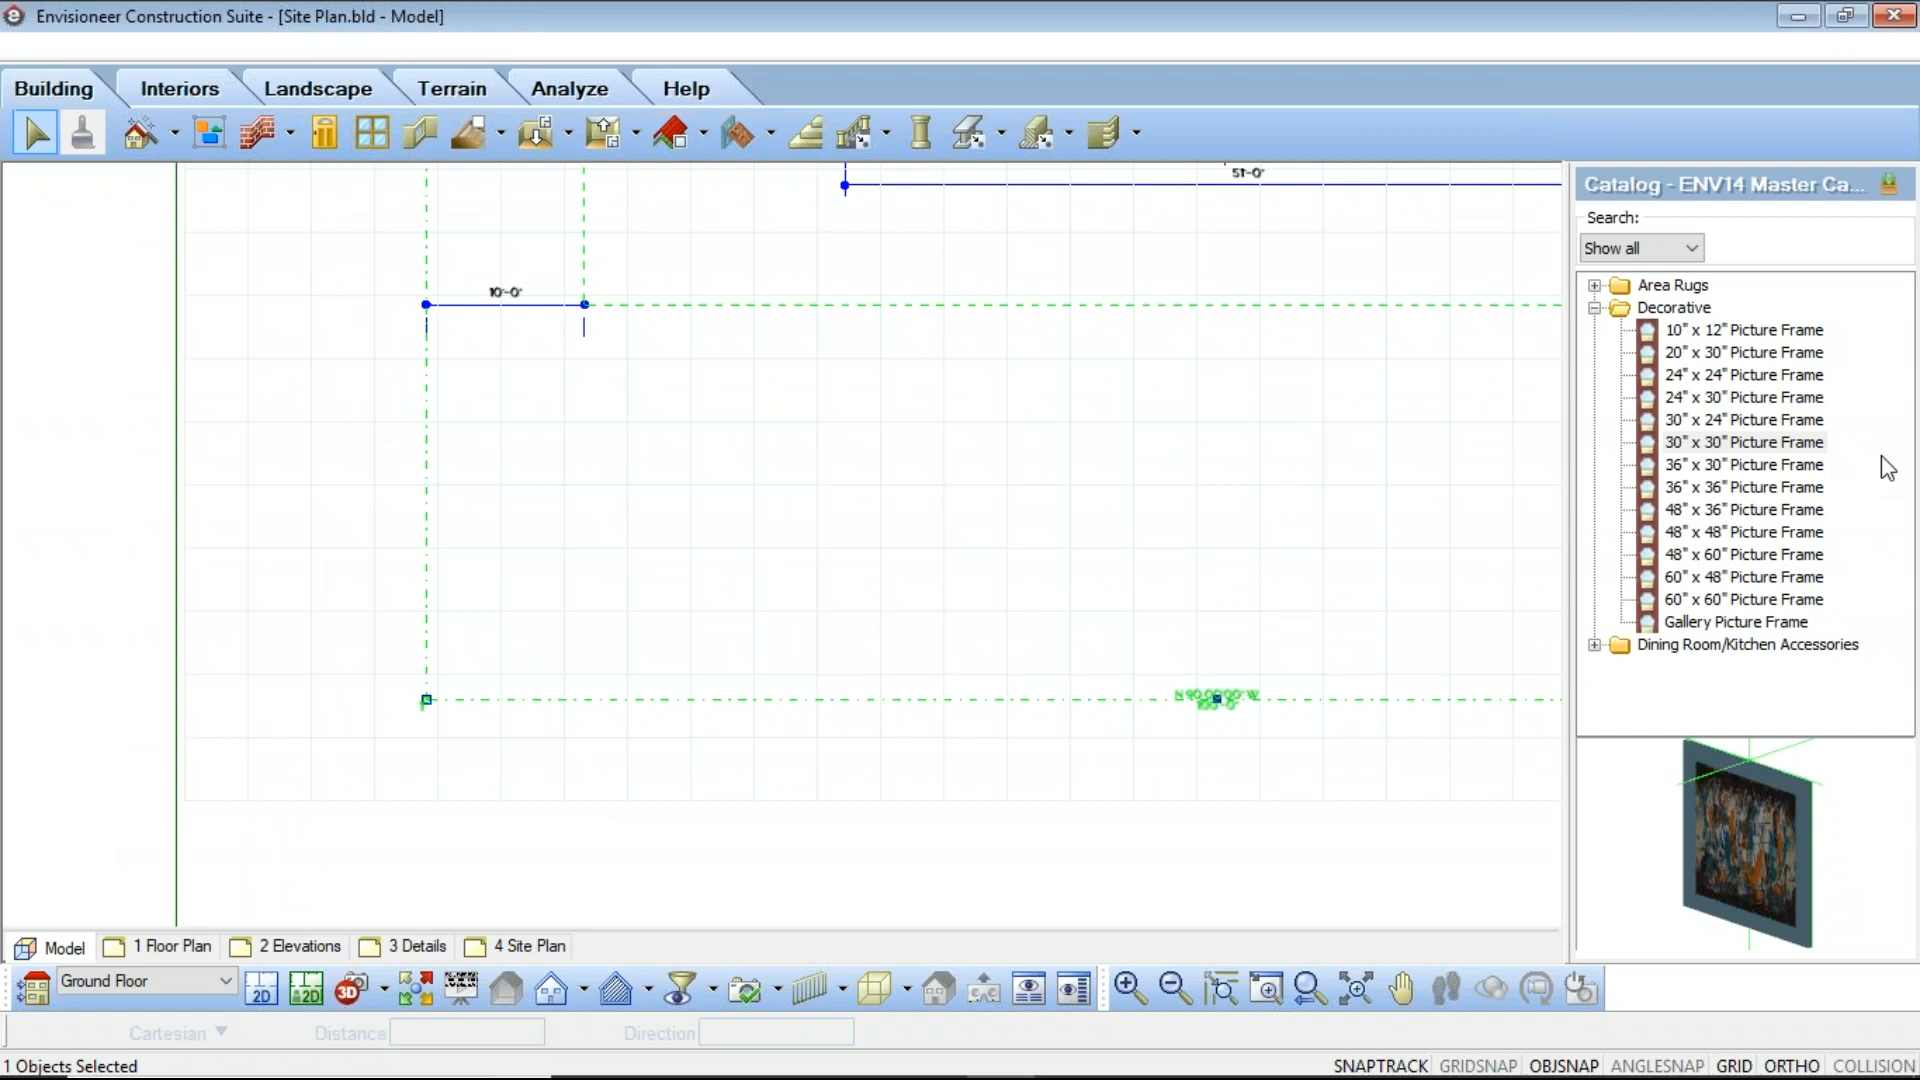 Envisioneer Construction Suite - [Site Plan.bld - Model]
Building Interiors Landscape Terrain Analyze Help
51'-0"
10'-0"
N 90.00'00" W
100'-0"
Catalog - ENV14 Master Ca...
Search:
Show all
Area Rugs
Decorative
10" x 12" Picture Frame
20" x 30" Picture Frame
24" x 24" Picture Frame
24" x 30" Picture Frame
30" x 24" Picture Frame
30" x 30" Picture Frame
36" x 30" Picture Frame
36" x 36" Picture Frame
48" x 36" Picture Frame
48" x 48" Picture Frame
48" x 60" Picture Frame
60" x 48" Picture Frame
60" x 60" Picture Frame
Gallery Picture Frame
Dining Room/Kitchen Accessories
Model 1 Floor Plan 2 Elevations 3 Details 4 Site Plan
Ground Floor 2D 2D 3D
Cartesian Distance Direction
1 Objects Selected SNAPTRACK GRIDSNAP OBJSNAP ANGLESNAP GRID ORTHO COLLISION